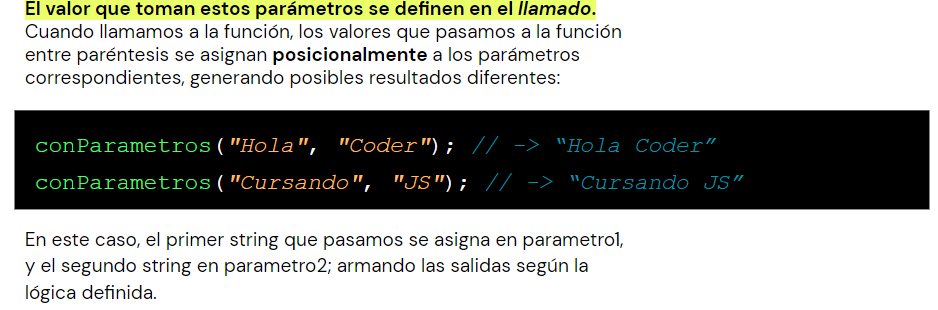 El valor que toman estos parámetros se definen en el llamado.
Cuando llamamos a la función, los valores que pasamos a la función
entre paréntesis se asignan posicionalmente a los parámetros
correspondientes, generando posibles resultados diferentes:
conParametros("Hola", "Coder"); // -> “Hola Coder”
conParametros("Cursando", "JS"); // -> “Cursando JS”
En este caso, el primer string que pasamos se asigna en parametro1,
y el segundo string en parametro2; armando las salidas según la
lógica definida.